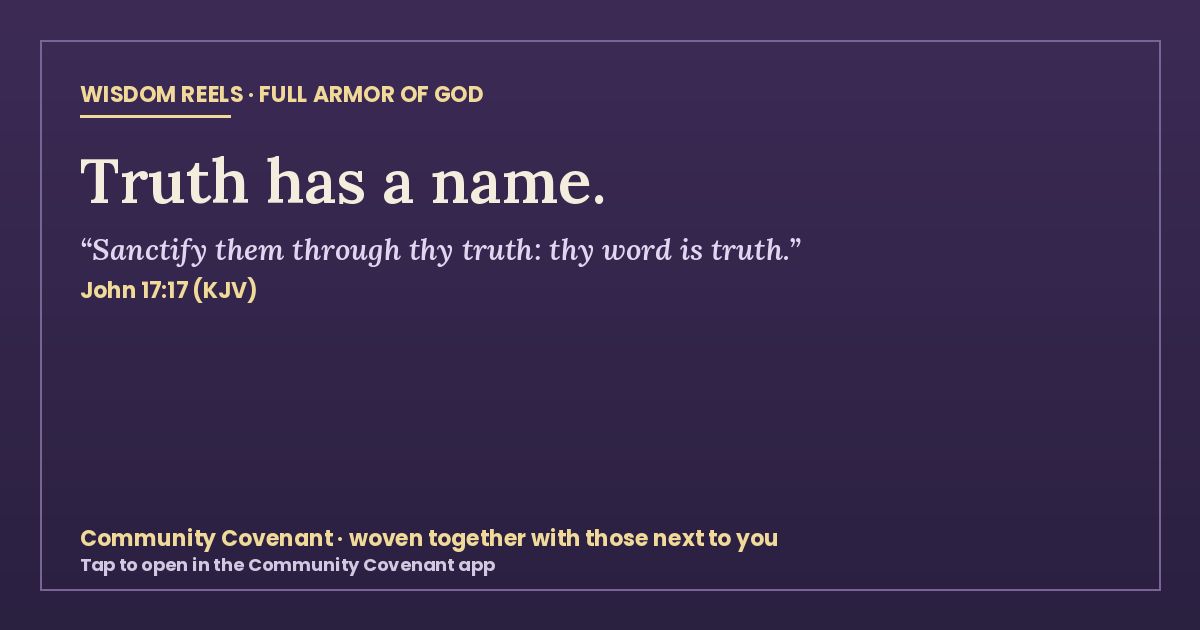 WISDOM REELS · FULL ARMOR OF GOD
Truth has a name.
“Sanctify them through thy truth: thy word is truth.”
John 17:17 (KJV)
Community Covenant · woven together with those next to you
Tap to open in the Community Covenant app